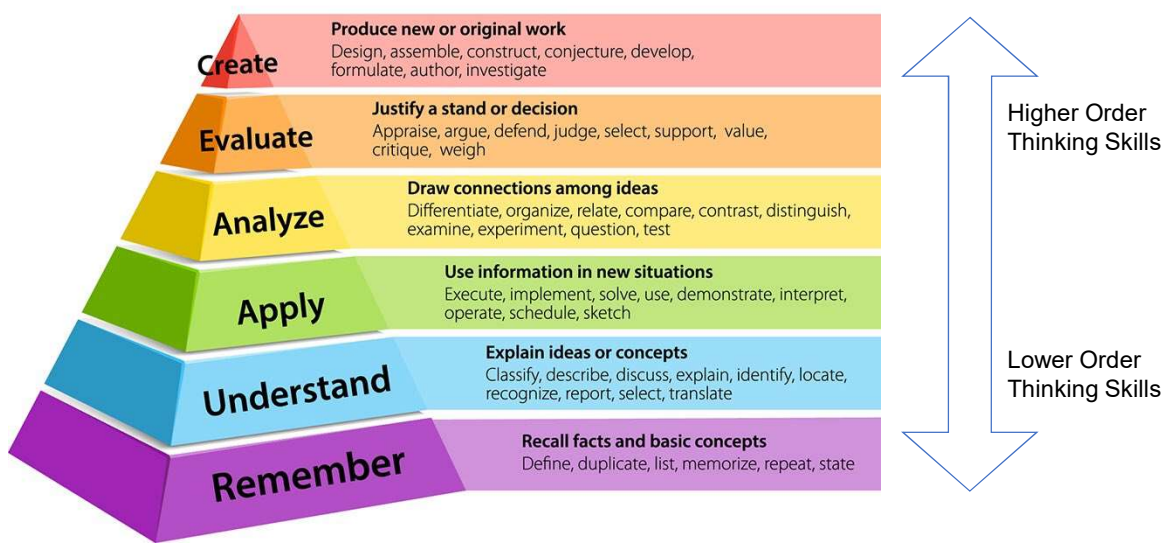 Create
Produce new or original work
Design, assemble, construct, conjecture, develop,
formulate, author, investigate
Evaluate
Justify a stand or decision
Appraise, argue, defend, judge, select, support, value,
critique, weigh
Analyze
Draw connections among ideas
Differentiate, organize, relate, compare, contrast, distinguish,
examine, experiment, question, test
Apply
Use information in new situations
Execute, implement, solve, use, demonstrate, interpret,
operate, schedule, sketch
Understand
Explain ideas or concepts
Classify, describe, discuss, explain, identify, locate,
recognize, report, select, translate
Remember
Recall facts and basic concepts
Define, duplicate, list, memorize, repeat, state
Higher Order
Thinking Skills
Lower Order
Thinking Skills